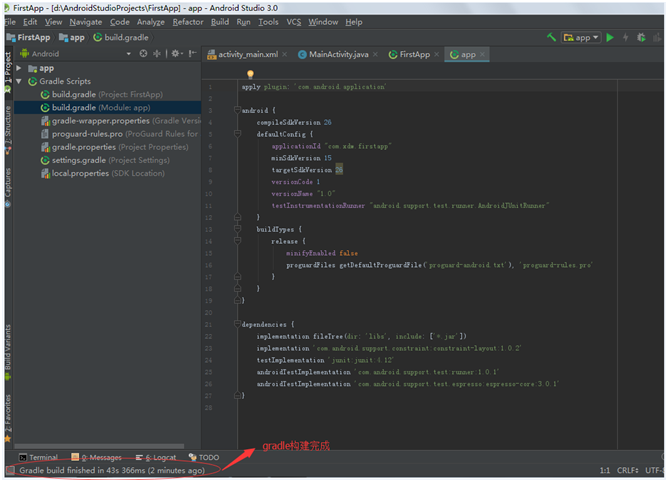 FirstApp - [d:\AndroidStudioProjects\FirstApp] - app - Android Studio 3.0
File Edit View Navigate Code Analyze Refactor Build Run Tools VCS Window Help
FirstApp app build.gradle app
Android activity_main.xml MainActivity.java FirstApp app
1: Project
app
Gradle Scripts
build.gradle (Project: FirstApp)
build.gradle (Module: app)
gradle-wrapper.properties (Gradle Version
proguard-rules.pro (ProGuard Rules for
gradle.properties (Project Properties)
settings.gradle (Project Settings)
local.properties (SDK Location)
Z: Structure
Captures
Build Variants
2: Favorites
1 apply plugin: 'com.android.application'
2
3 android {
4 compileSdkVersion 26
5 defaultConfig {
6 applicationId "com.xdw.firstapp"
7 minSdkVersion 15
8 targetSdkVersion 26
9 versionCode 1
10 versionName "1.0"
11 testInstrumentationRunner "android.support.test.runner.AndroidJUnitRunner"
12 }
13 buildTypes {
14 release {
15 minifyEnabled false
16 proguardFiles getDefaultProguardFile('proguard-android.txt'), 'proguard-rules.pro'
17 }
18 }
19 }
20
21 dependencies {
22 implementation fileTree(dir: 'libs', include: ['*.jar'])
23 implementation 'com.android.support.constraint:constraint-layout:1.0.2'
24 testImplementation 'junit:junit:4.12'
25 androidTestImplementation 'com.android.support.test:runner:1.0.1'
26 androidTestImplementation 'com.android.support.test.espresso:espresso-core:3.0.1'
27 }
28
gradle构建完成
Terminal 0: Messages 6: Logcat TODO
Gradle build finished in 43s 366ms (2 minutes ago) 1:1 CRLF÷ UTF-8